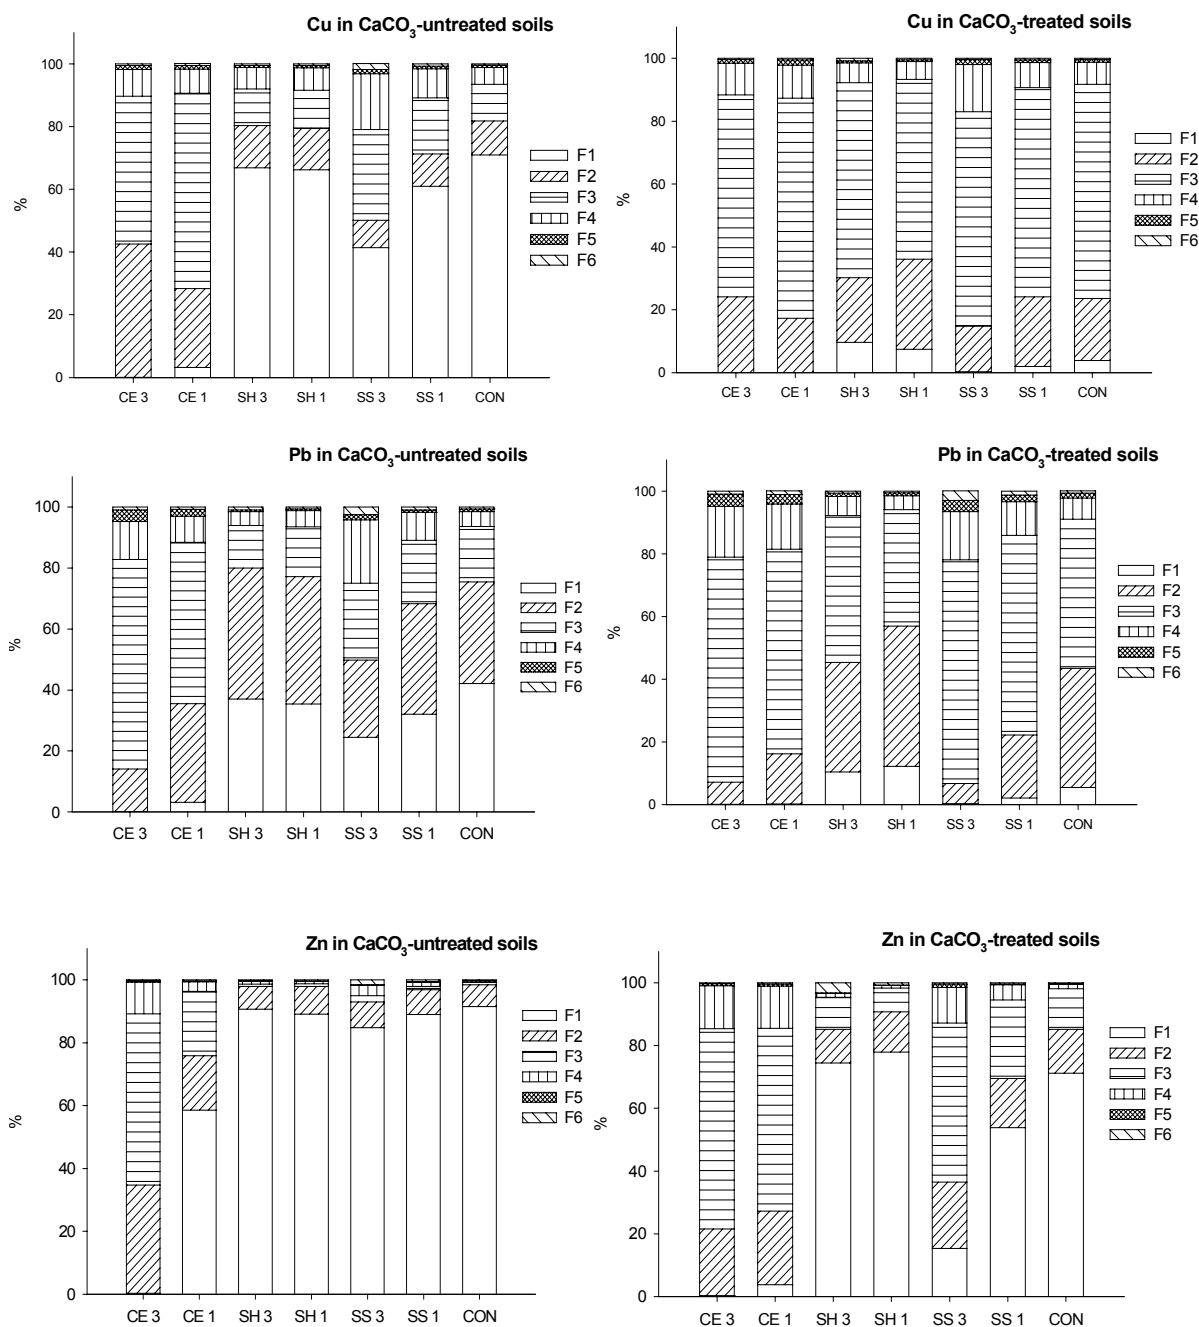 Cu in CaCO₃-untreated soils
100
80
60
40
20
0
%
CE 3 CE 1 SH 3 SH 1 SS 3 SS 1 CON
F1
F2
F3
F4
F5
F6
Cu in CaCO₃-treated soils
100
80
60
40
20
0
%
CE 3 CE 1 SH 3 SH 1 SS 3 SS 1 CON
F1
F2
F3
F4
F5
F6
Pb in CaCO₃-untreated soils
100
80
60
40
20
0
%
CE 3 CE 1 SH 3 SH 1 SS 3 SS 1 CON
F1
F2
F3
F4
F5
F6
Pb in CaCO₃-treated soils
100
80
60
40
20
0
%
CE 3 CE 1 SH 3 SH 1 SS 3 SS 1 CON
F1
F2
F3
F4
F5
F6
Zn in CaCO₃-untreated soils
100
80
60
40
20
0
%
CE 3 CE 1 SH 3 SH 1 SS 3 SS 1 CON
F1
F2
F3
F4
F5
F6
Zn in CaCO₃-treated soils
100
80
60
40
20
0
%
CE 3 CE 1 SH 3 SH 1 SS 3 SS 1 CON
F1
F2
F3
F4
F5
F6